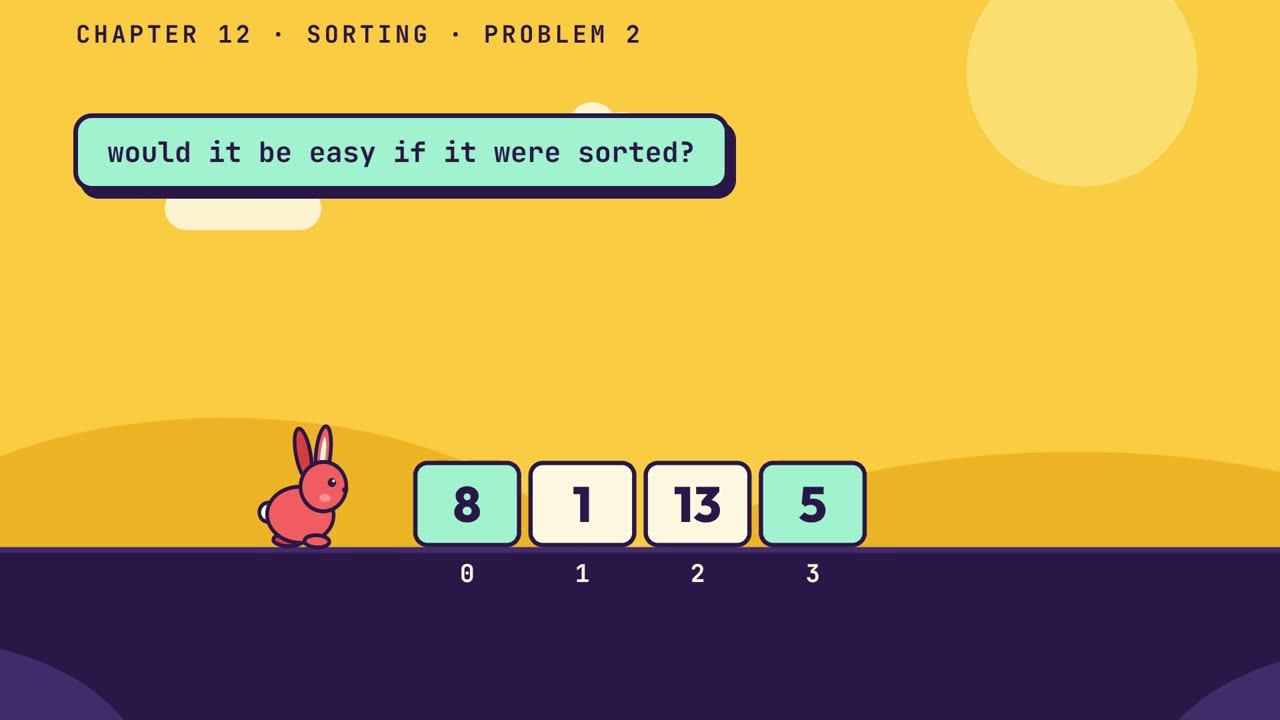 CHAPTER 12 · SORTING · PROBLEM 2
would it be easy if it were sorted?
8 1 13 5
0 1 2 3